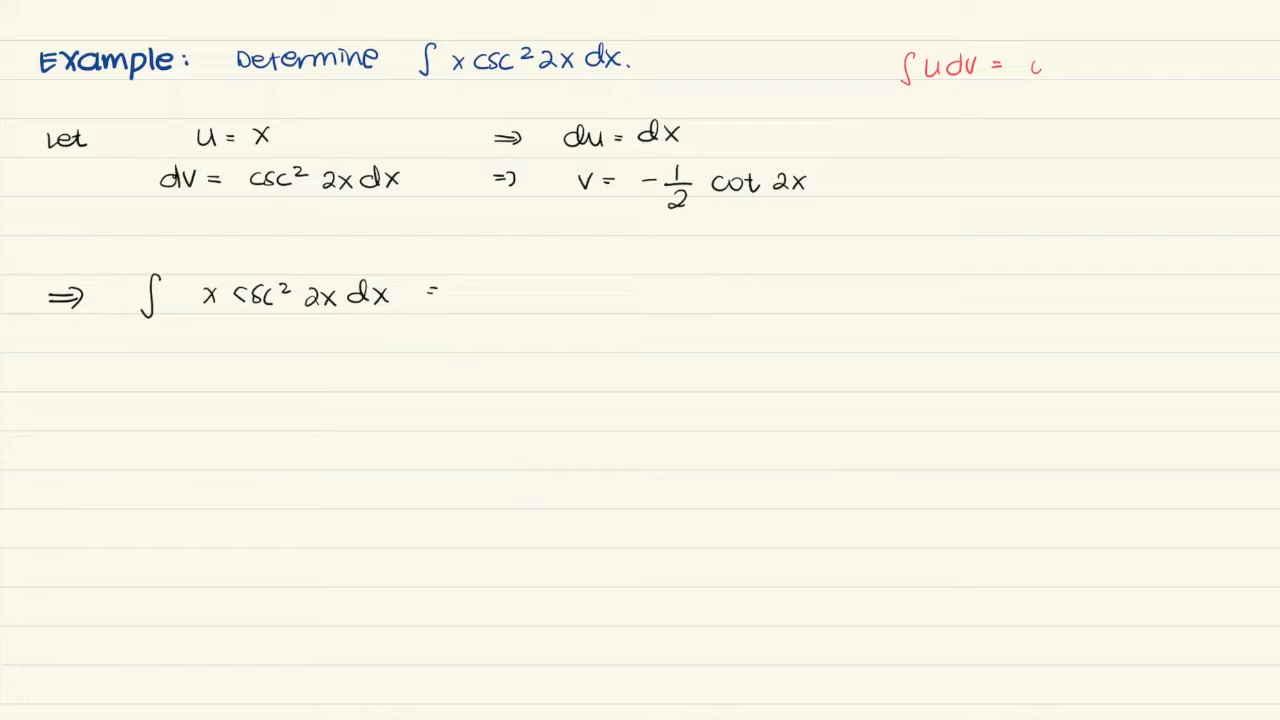 Example: Determine ∫ x csc² 2x dx.
∫ u dv =
Let u = x ⇒ du = dx
dv = csc² 2x dx ⇒ v = -1/2 cot 2x
⇒ ∫ x csc² 2x dx =